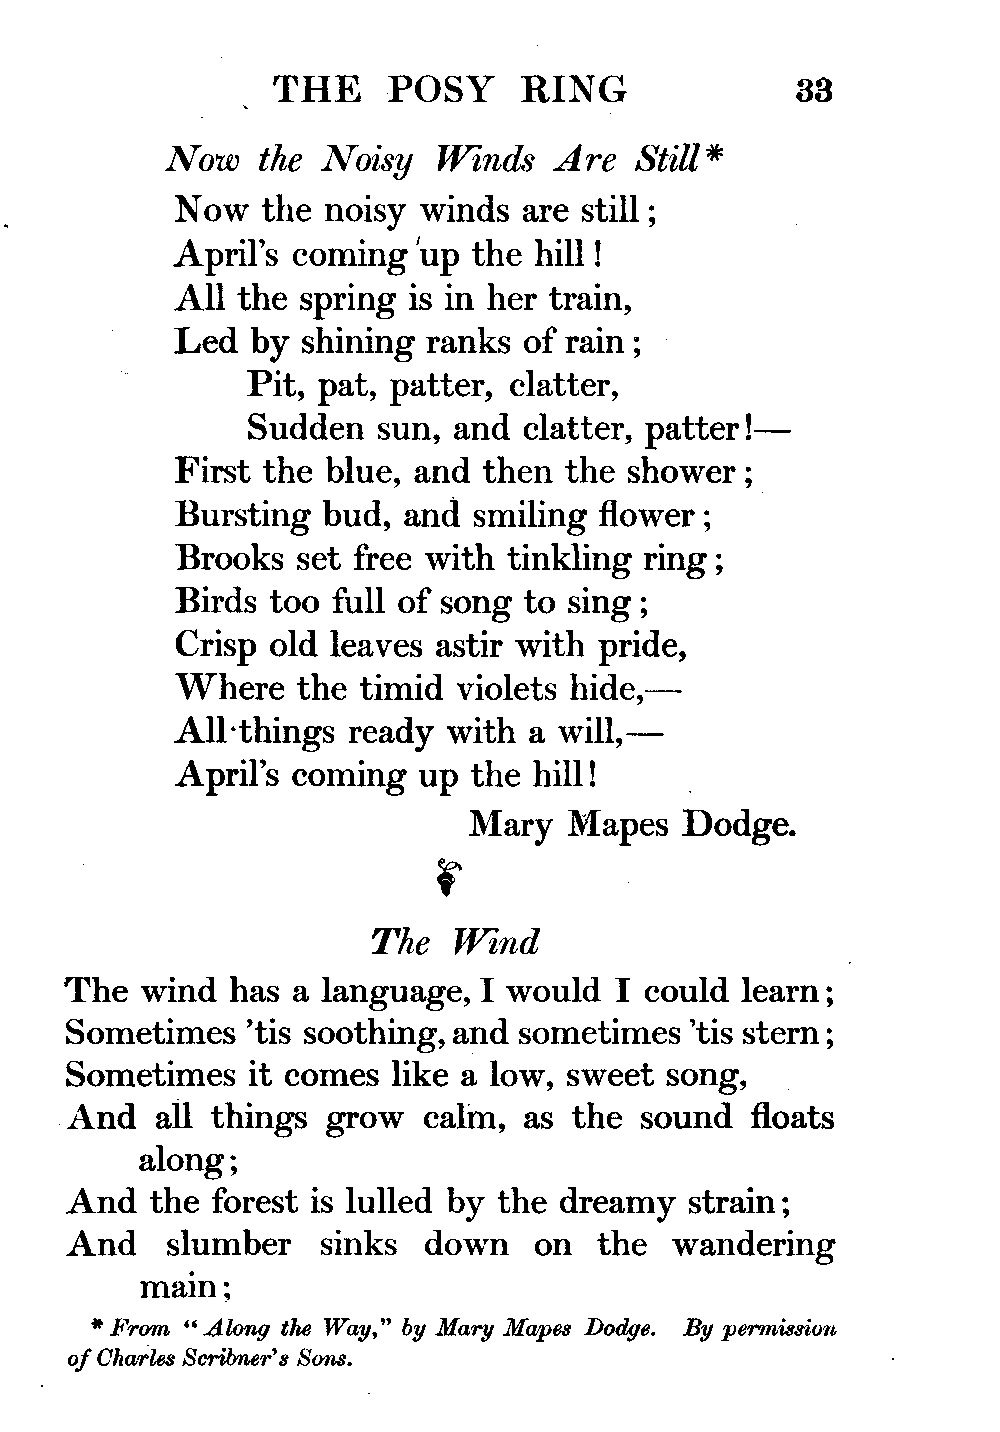 THE POSY RING 33
Now the Noisy Winds Are Still*
Now the noisy winds are still;
April's coming up the hill!
All the spring is in her train,
Led by shining ranks of rain;
Pit, pat, patter, clatter,
Sudden sun, and clatter, patter!—
First the blue, and then the shower;
Bursting bud, and smiling flower;
Brooks set free with tinkling ring;
Birds too full of song to sing;
Crisp old leaves astir with pride,
Where the timid violets hide,—
All things ready with a will,—
April's coming up the hill!
Mary Mapes Dodge.
The Wind
The wind has a language, I would I could learn;
Sometimes 'tis soothing, and sometimes 'tis stern;
Sometimes it comes like a low, sweet song,
And all things grow calm, as the sound floats
along;
And the forest is lulled by the dreamy strain;
And slumber sinks down on the wandering
main;
* From "Along the Way," by Mary Mapes Dodge. By permission
of Charles Scribner's Sons.